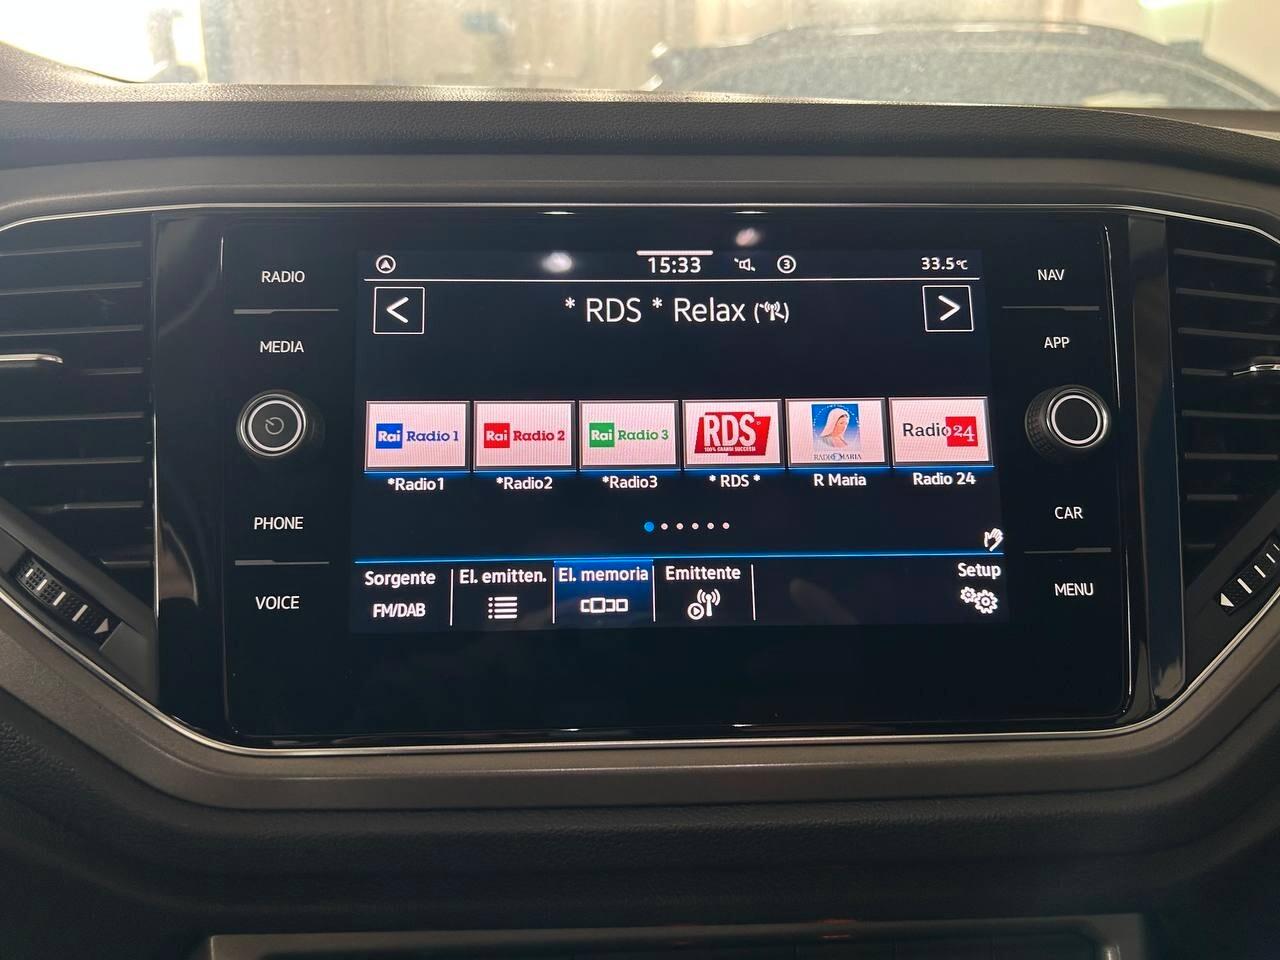 15:33
3
33.5°C
RADIO
NAV
< * RDS * Relax >
MEDIA
APP
Rai Radio 1
Rai Radio 2
Rai Radio 3
RDS
100% GRANDI SUCCESSI
RADIO MARIA
Radio24
*Radio1
*Radio2
*Radio3
* RDS *
R Maria
Radio 24
PHONE
CAR
Sorgente
El. emitten.
El. memoria
Emittente
Setup
FM/DAB
VOICE
MENU